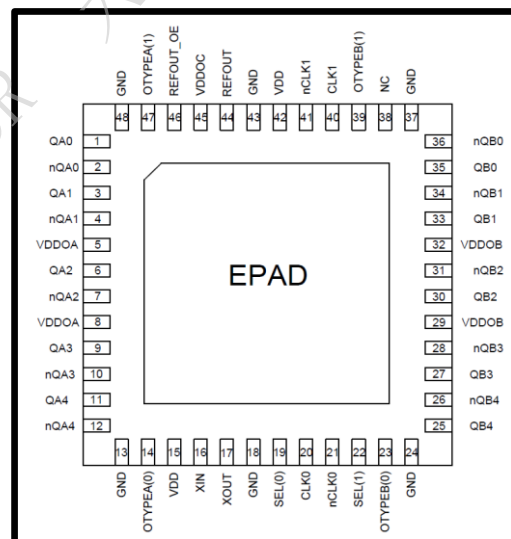 GND OTYPEA(1) REFOUT_OE VDDOC REFOUT GND VDD nCLK1 CLK1 OTYPEB(1) NC GND
48 47 46 45 44 43 42 41 40 39 38 37
QA0 1 36 nQB0
nQA0 2 35 QB0
QA1 3 34 nQB1
nQA1 4 33 QB1
VDDOA 5 32 VDDOB
QA2 6 31 nQB2
EPAD
nQA2 7 30 QB2
VDDOA 8 29 VDDOB
QA3 9 28 nQB3
nQA3 10 27 QB3
QA4 11 26 nQB4
nQA4 12 25 QB4
13 14 15 16 17 18 19 20 21 22 23 24
GND OTYPEA(0) VDD XIN XOUT GND SEL(0) CLK0 nCLK0 SEL(1) OTYPEB(0) GND